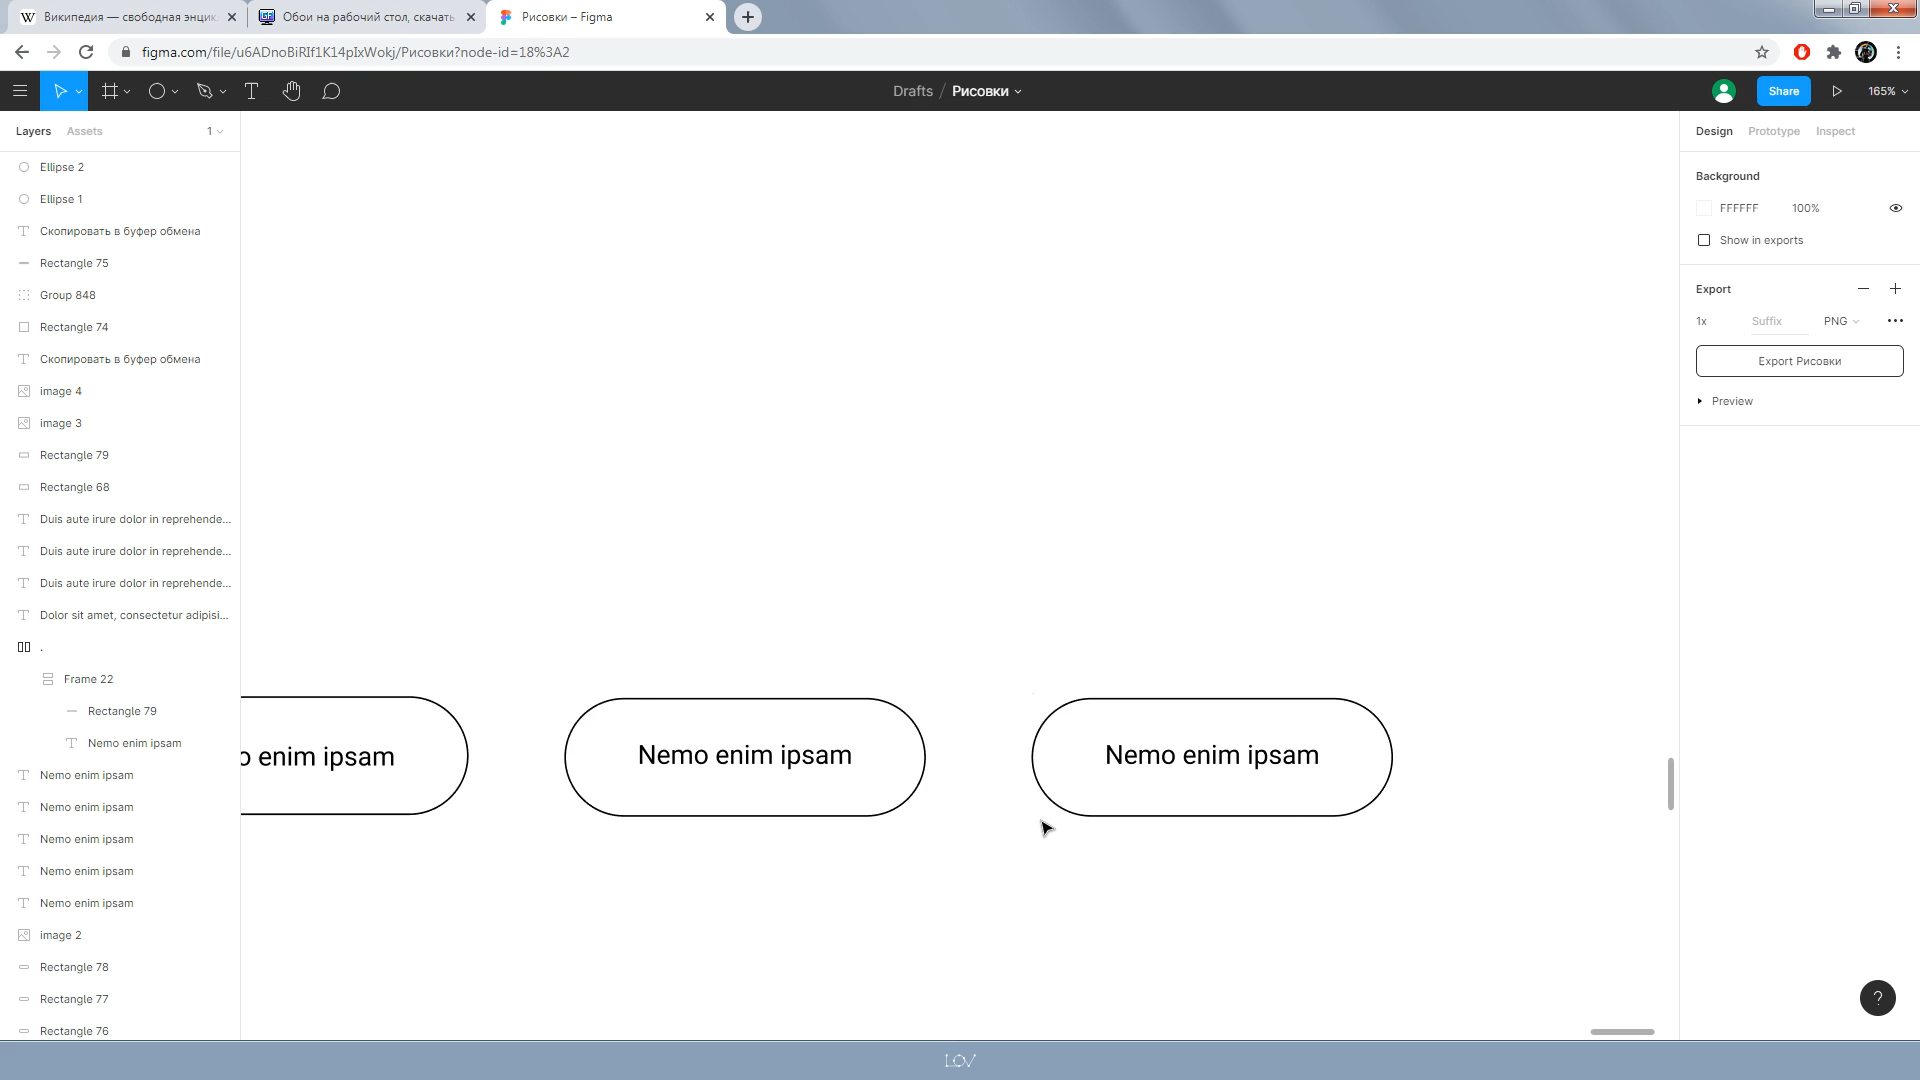 Википедия — свободная энцик
Обои на рабочий стол, скачать
Рисовки – Figma
figma.com/file/u6ADnoBiRIf1K14pIxWokj/Рисовки?node-id=18%3A2
Drafts / Рисовки
Share
165%
Layers Assets 1
Ellipse 2
Ellipse 1
Скопировать в буфер обмена
Rectangle 75
Group 848
Rectangle 74
Скопировать в буфер обмена
image 4
image 3
Rectangle 79
Rectangle 68
Duis aute irure dolor in reprehende...
Duis aute irure dolor in reprehende...
Duis aute irure dolor in reprehende...
Dolor sit amet, consectetur adipisi...
.
Frame 22
Rectangle 79
Nemo enim ipsam
Nemo enim ipsam
Nemo enim ipsam
Nemo enim ipsam
Nemo enim ipsam
Nemo enim ipsam
image 2
Rectangle 78
Rectangle 77
Rectangle 76
o enim ipsam
Nemo enim ipsam
Nemo enim ipsam
Design Prototype Inspect
Background
FFFFFF 100%
Show in exports
Export
1x Suffix PNG
Export Рисовки
Preview
?
LOV